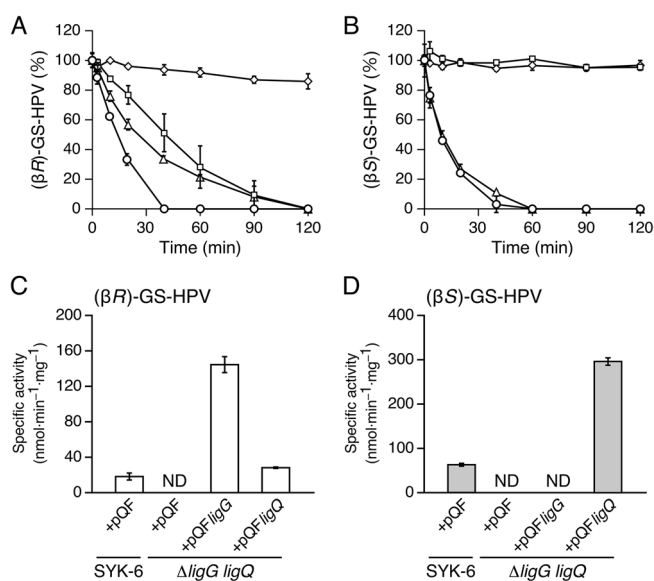 A
(βR)-GS-HPV (%)
120
100
80
60
40
20
0
0 30 60 90 120
Time (min)
B
(βS)-GS-HPV (%)
120
100
80
60
40
20
0
0 30 60 90 120
Time (min)
C
(βR)-GS-HPV
Specific activity
(nmol·min⁻¹·mg⁻¹)
200
160
120
80
40
0
ND
+pQF
+pQF
+pQFligG
+pQFligQ
SYK-6 ΔligG ligQ
D
(βS)-GS-HPV
Specific activity
(nmol·min⁻¹·mg⁻¹)
400
300
200
100
0
ND ND
+pQF
+pQF
+pQFligG
+pQFligQ
SYK-6 ΔligG ligQ